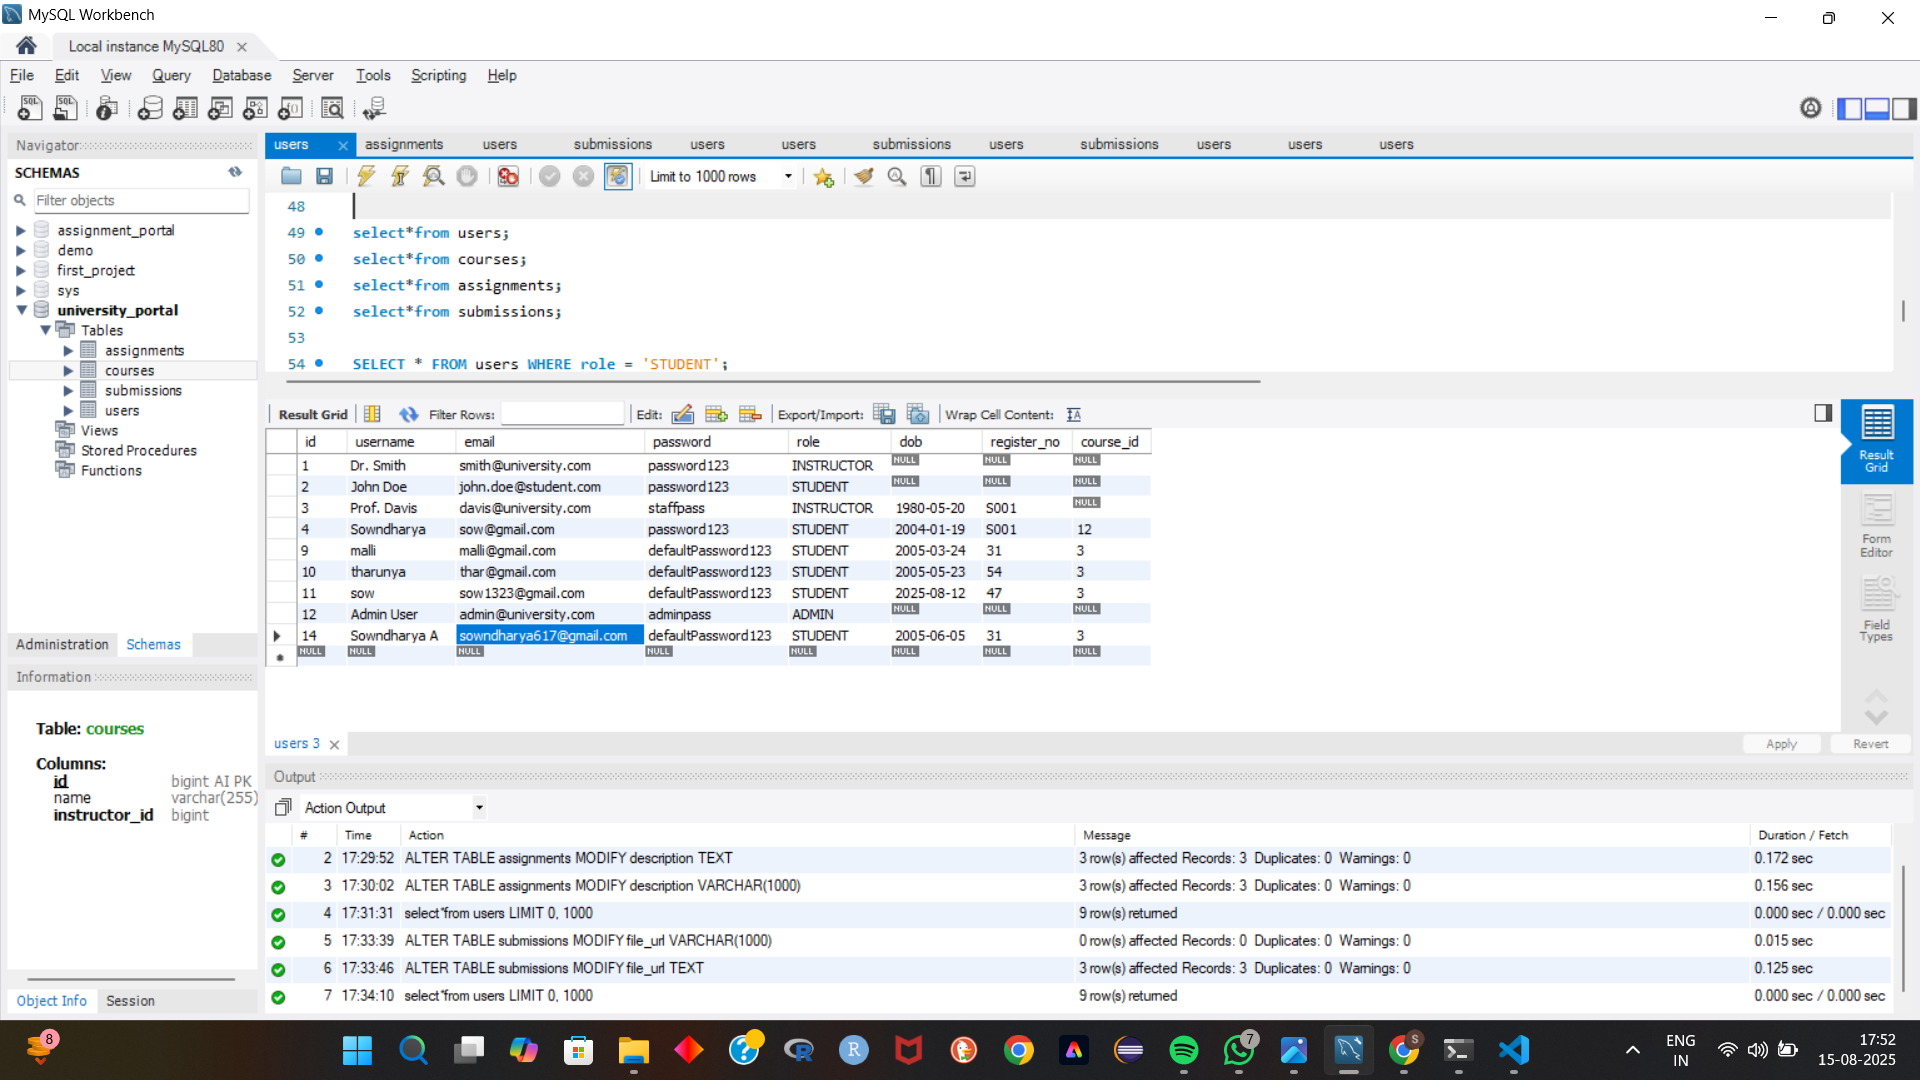 MySQL Workbench
Local instance MySQL80
File Edit View Query Database Server Tools Scripting Help
Navigator
SCHEMAS
Filter objects
assignment_portal
demo
first_project
sys
university_portal
Tables
assignments
courses
submissions
users
Views
Stored Procedures
Functions
Administration Schemas
Information
Table: courses
Columns:
id bigint AI PK
name varchar(255)
instructor_id bigint
Object Info Session
users assignments users submissions users users submissions users submissions users users users
Limit to 1000 rows
48
49 select*from users;
50 select*from courses;
51 select*from assignments;
52 select*from submissions;
53
54 SELECT * FROM users WHERE role = 'STUDENT';
Result Grid Filter Rows: Edit: Export/Import: Wrap Cell Content:
id username email password role dob register_no course_id
1 Dr. Smith smith@university.com password123 INSTRUCTOR NULL NULL NULL
2 John Doe john.doe@student.com password123 STUDENT NULL NULL NULL
3 Prof. Davis davis@university.com staffpass INSTRUCTOR 1980-05-20 S001 NULL
4 Sowndharya sow@gmail.com password123 STUDENT 2004-01-19 S001 12
9 malli malli@gmail.com defaultPassword123 STUDENT 2005-03-24 31 3
10 tharunya thar@gmail.com defaultPassword123 STUDENT 2005-05-23 54 3
11 sow sow1323@gmail.com defaultPassword123 STUDENT 2025-08-12 47 3
12 Admin User admin@university.com adminpass ADMIN NULL NULL NULL
14 Sowndharya A sowndharya617@gmail.com defaultPassword123 STUDENT 2005-06-05 31 3
NULL NULL NULL NULL NULL NULL NULL NULL
Result Grid
Form Editor
Field Types
users 3
Apply Revert
Output
Action Output
# Time Action Message Duration / Fetch
2 17:29:52 ALTER TABLE assignments MODIFY description TEXT 3 row(s) affected Records: 3 Duplicates: 0 Warnings: 0 0.172 sec
3 17:30:02 ALTER TABLE assignments MODIFY description VARCHAR(1000) 3 row(s) affected Records: 3 Duplicates: 0 Warnings: 0 0.156 sec
4 17:31:31 select*from users LIMIT 0, 1000 9 row(s) returned 0.000 sec / 0.000 sec
5 17:33:39 ALTER TABLE submissions MODIFY file_url VARCHAR(1000) 0 row(s) affected Records: 0 Duplicates: 0 Warnings: 0 0.015 sec
6 17:33:46 ALTER TABLE submissions MODIFY file_url TEXT 3 row(s) affected Records: 3 Duplicates: 0 Warnings: 0 0.125 sec
7 17:34:10 select*from users LIMIT 0, 1000 9 row(s) returned 0.000 sec / 0.000 sec
8
7
S
ENG
IN
17:52
15-08-2025